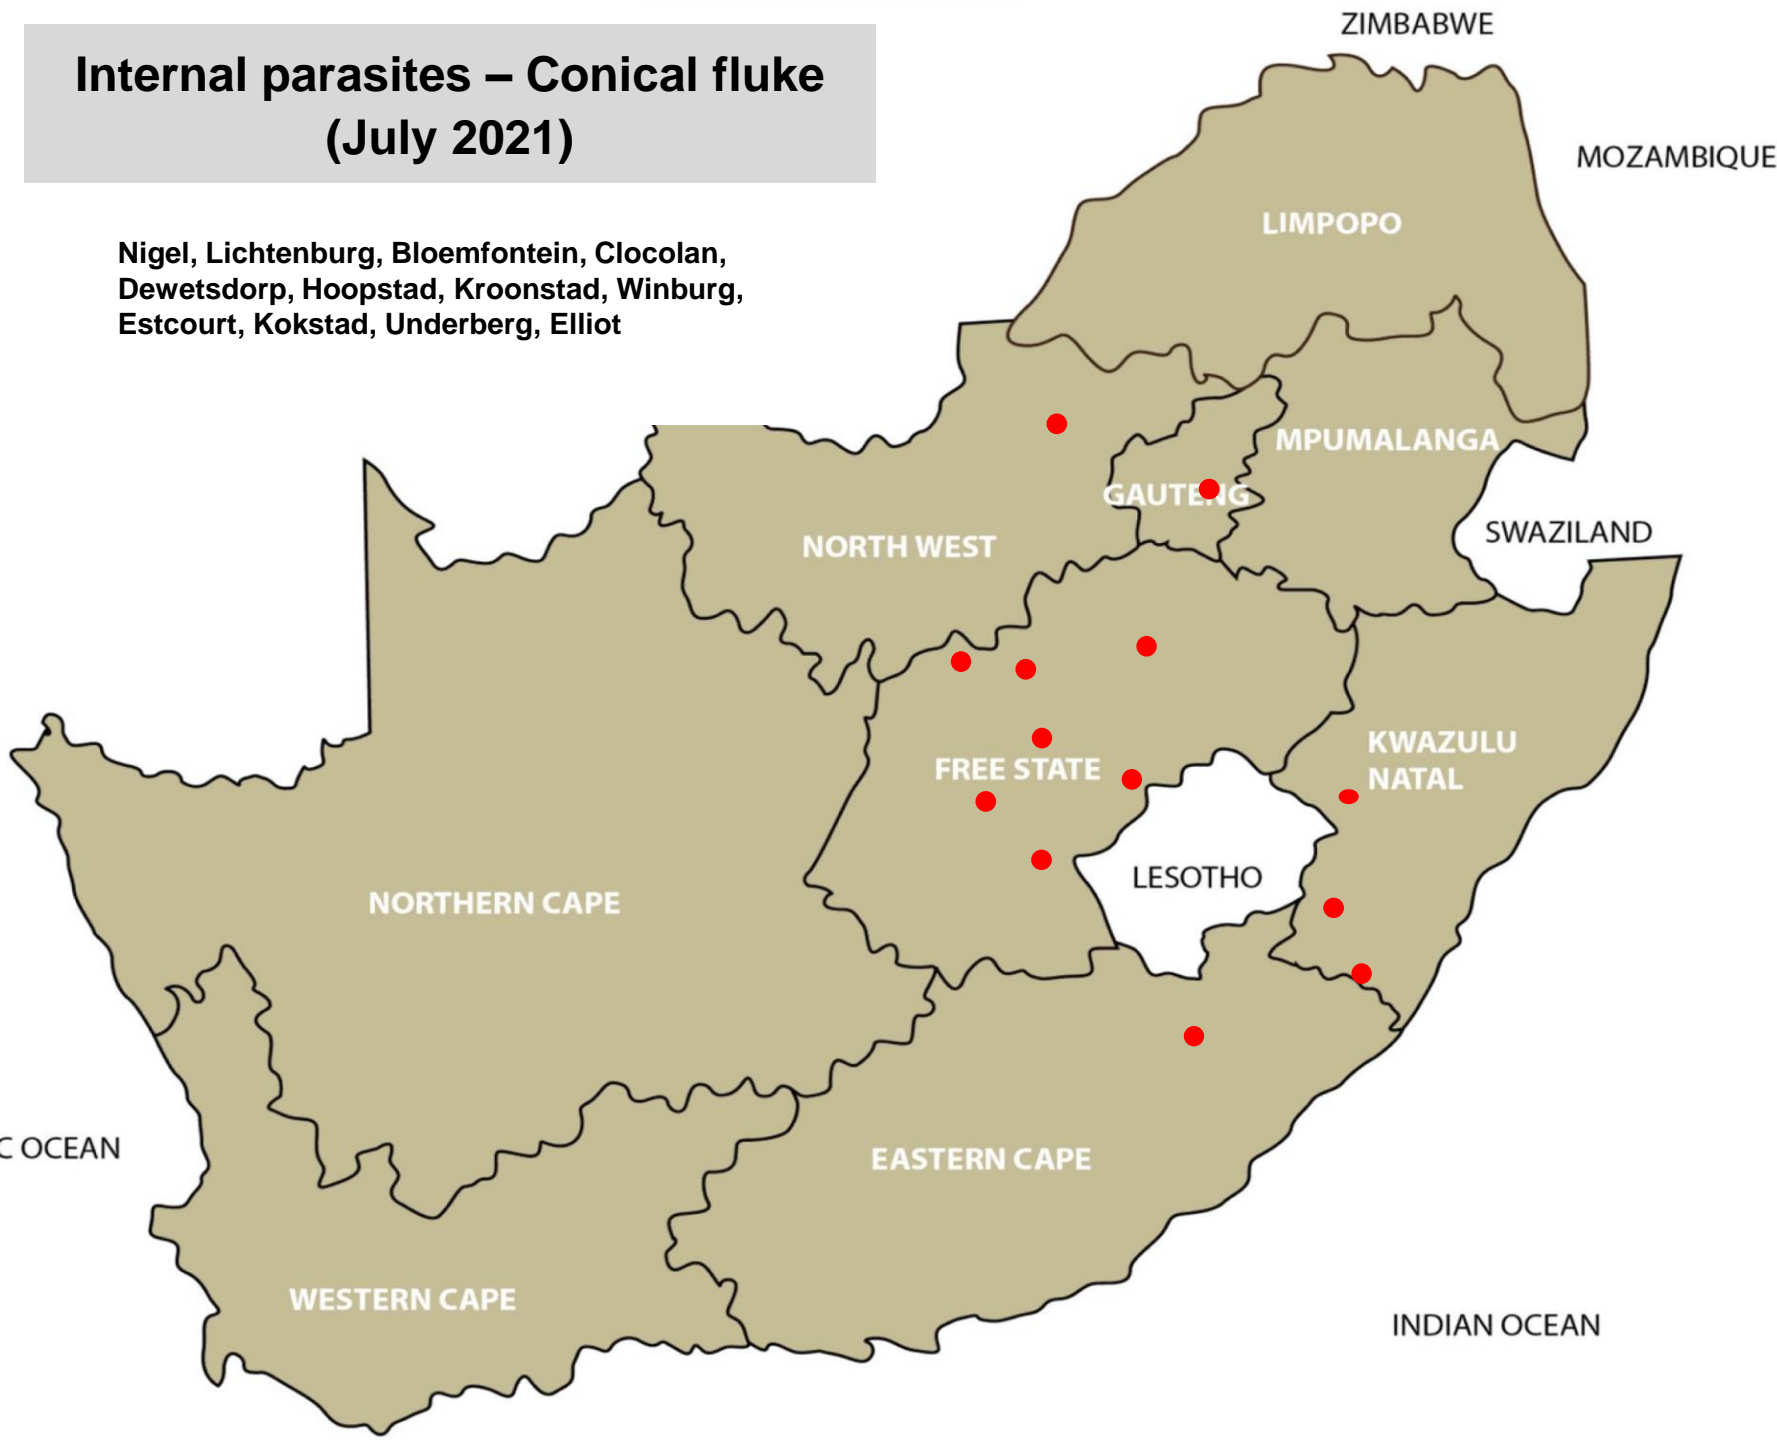 ZIMBABWE
Internal parasites – Conical fluke
(July 2021)
MOZAMBIQUE
LIMPOPO
Nigel, Lichtenburg, Bloemfontein, Clocolan,
Dewetsdorp, Hoopstad, Kroonstad, Winburg,
Estcourt, Kokstad, Underberg, Elliot
MPUMALANGA
GAUTENG
SWAZILAND
NORTH WEST
KWAZULU
NATAL
FREE STATE
LESOTHO
NORTHERN CAPE
C OCEAN
EASTERN CAPE
WESTERN CAPE
INDIAN OCEAN